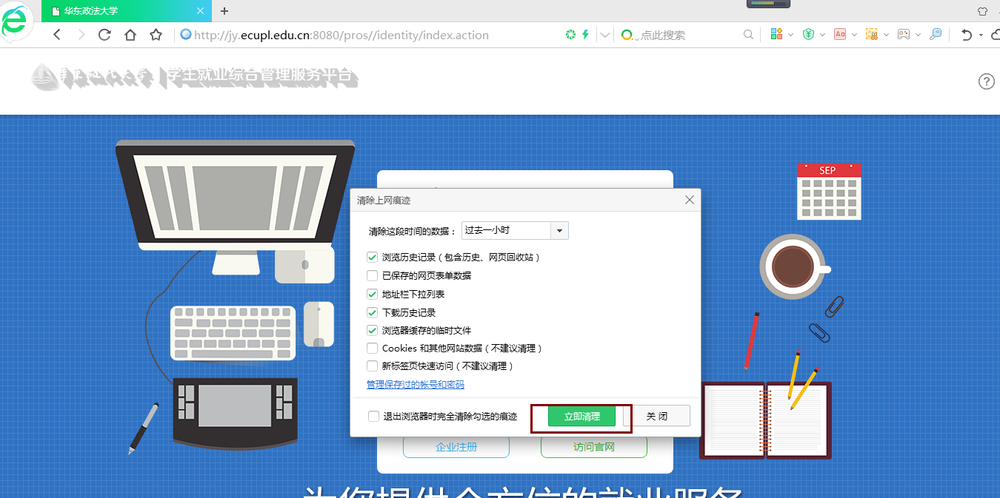 华东政法大学
http://jy.ecupl.edu.cn:8080/pros//identity/index.action
点此搜索
Aa
华东政法大学 | 学生就业综合管理服务平台
SEP
清除上网痕迹
清除这段时间的数据： 过去一小时
浏览历史记录（包含历史、网页回收站）
已保存的网页表单数据
地址栏下拉列表
下载历史记录
浏览器缓存的临时文件
Cookies 和其他网站数据（不建议清理）
新标签页快速访问（不建议清理）
管理保存过的帐号和密码
退出浏览器时完全清除勾选的痕迹 立即清理 关 闭
企业注册 访问官网
为您提供全方位的就业服务